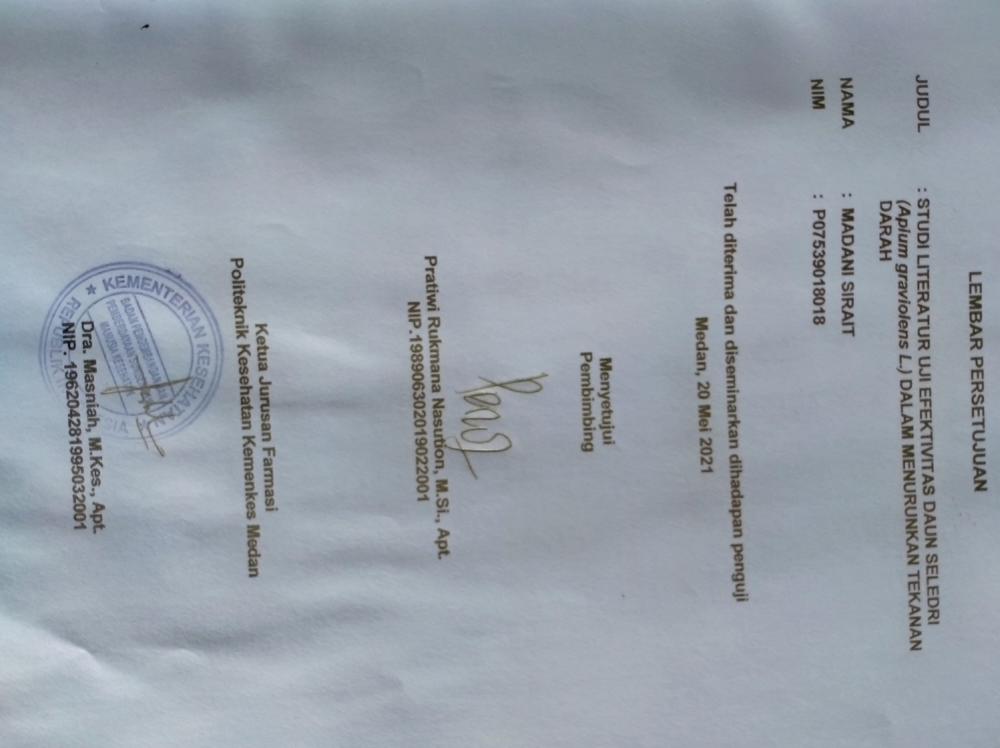 LEMBAR PERSETUJUAN
JUDUL : STUDI LITERATUR UJI EFEKTIVITAS DAUN SELEDRI
(Apium graviolens L.) DALAM MENURUNKAN TEKANAN
DARAH
NAMA : MADANI SIRAIT
NIM : P07539018018
Telah diterima dan diseminarkan dihadapan penguji
Medan, 20 Mei 2021
Menyetujui
Pembimbing
Pratiwi Rukmana Nasution, M.Si., Apt.
NIP.198906302019022001
Ketua Jurusan Farmasi
Politeknik Kesehatan Kemenkes Medan
KEMENTERIAN KESEHATAN
BADAN PENGEMBANGAN DAN
PEMBERDAYAAN SUMBER DAYA
MANUSIA KESEHATAN
REPUBLIK
Dra. Masniah, M.Kes., Apt.
NIP. 196204281995032001